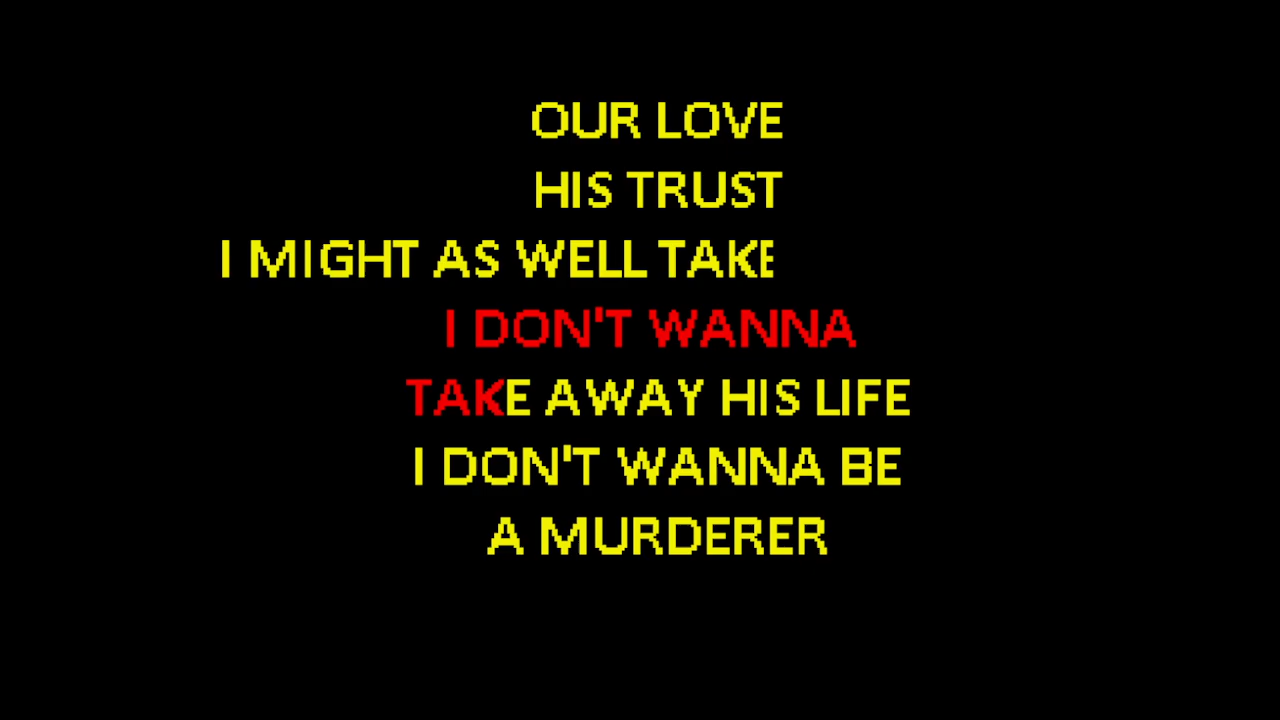 OUR LOVE
HIS TRUST
I MIGHT AS WELL TAKE
I DON'T WANNA
TAKE AWAY HIS LIFE
I DON'T WANNA BE
A MURDERER